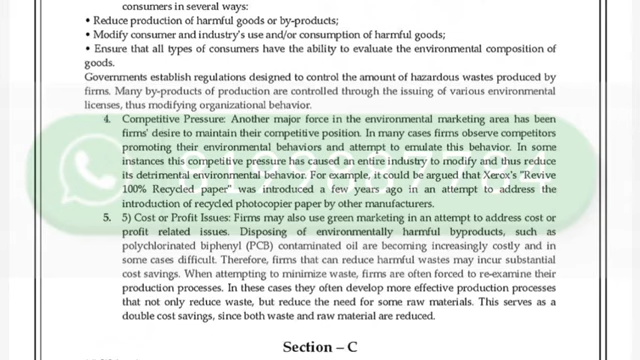 consumers in several ways:
• Reduce production of harmful goods or by-products;
• Modify consumer and industry's use and/or consumption of harmful goods;
• Ensure that all types of consumers have the ability to evaluate the environmental composition of
goods.
Governments establish regulations designed to control the amount of hazardous wastes produced by
firms. Many by-products of production are controlled through the issuing of various environmental
licenses, thus modifying organizational behavior.
4. Competitive Pressure: Another major force in the environmental marketing area has been
firms' desire to maintain their competitive position. In many cases firms observe competitors
promoting their environmental behaviors and attempt to emulate this behavior. In some
instances this competitive pressure has caused an entire industry to modify and thus reduce
its detrimental environmental behavior. For example, it could be argued that Xerox's "Revive
100% Recycled paper" was introduced a few years ago in an attempt to address the
introduction of recycled photocopier paper by other manufacturers.
5. 5) Cost or Profit Issues: Firms may also use green marketing in an attempt to address cost or
profit related issues. Disposing of environmentally harmful byproducts, such as
polychlorinated biphenyl (PCB) contaminated oil are becoming increasingly costly and in
some cases difficult. Therefore, firms that can reduce harmful wastes may incur substantial
cost savings. When attempting to minimize waste, firms are often forced to re-examine their
production processes. In these cases they often develop more effective production processes
that not only reduce waste, but reduce the need for some raw materials. This serves as a
double cost savings, since both waste and raw material are reduced.
Section – C